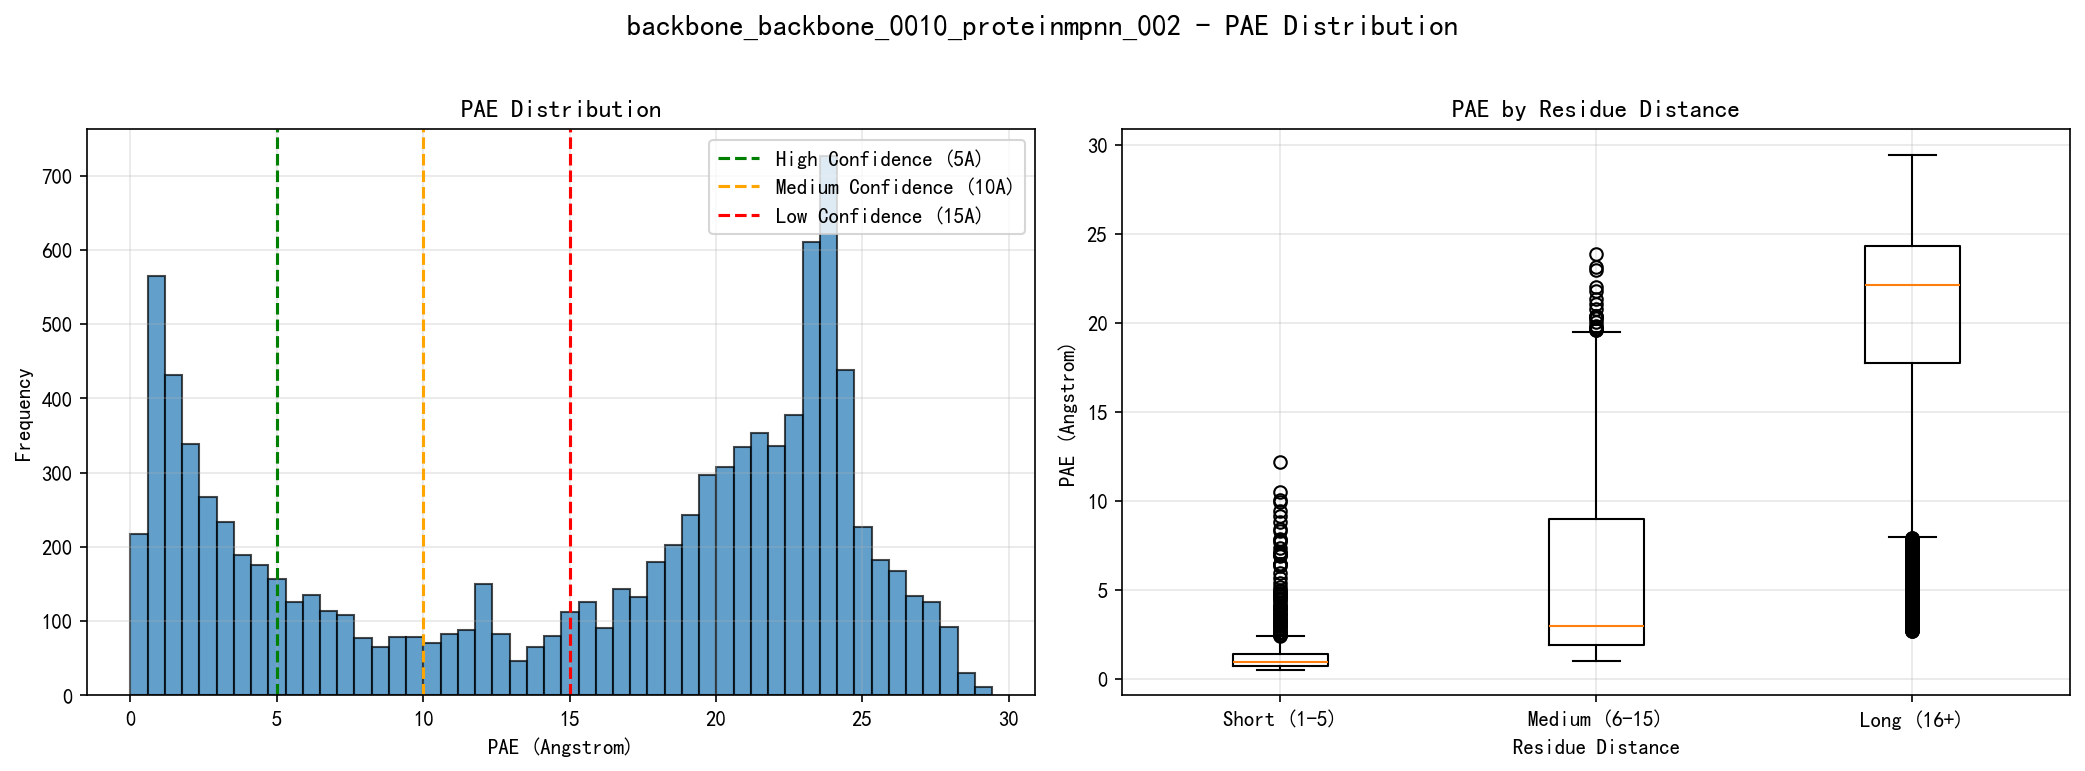 backbone_backbone_0010_proteinmpnn_002 - PAE Distribution
PAE Distribution
Frequency
700
600
500
400
300
200
100
0
0
5
10
15
20
25
30
PAE (Angstrom)
High Confidence (5A)
Medium Confidence (10A)
Low Confidence (15A)
PAE by Residue Distance
PAE (Angstrom)
30
25
20
15
10
5
0
Short (1-5)
Medium (6-15)
Long (16+)
Residue Distance